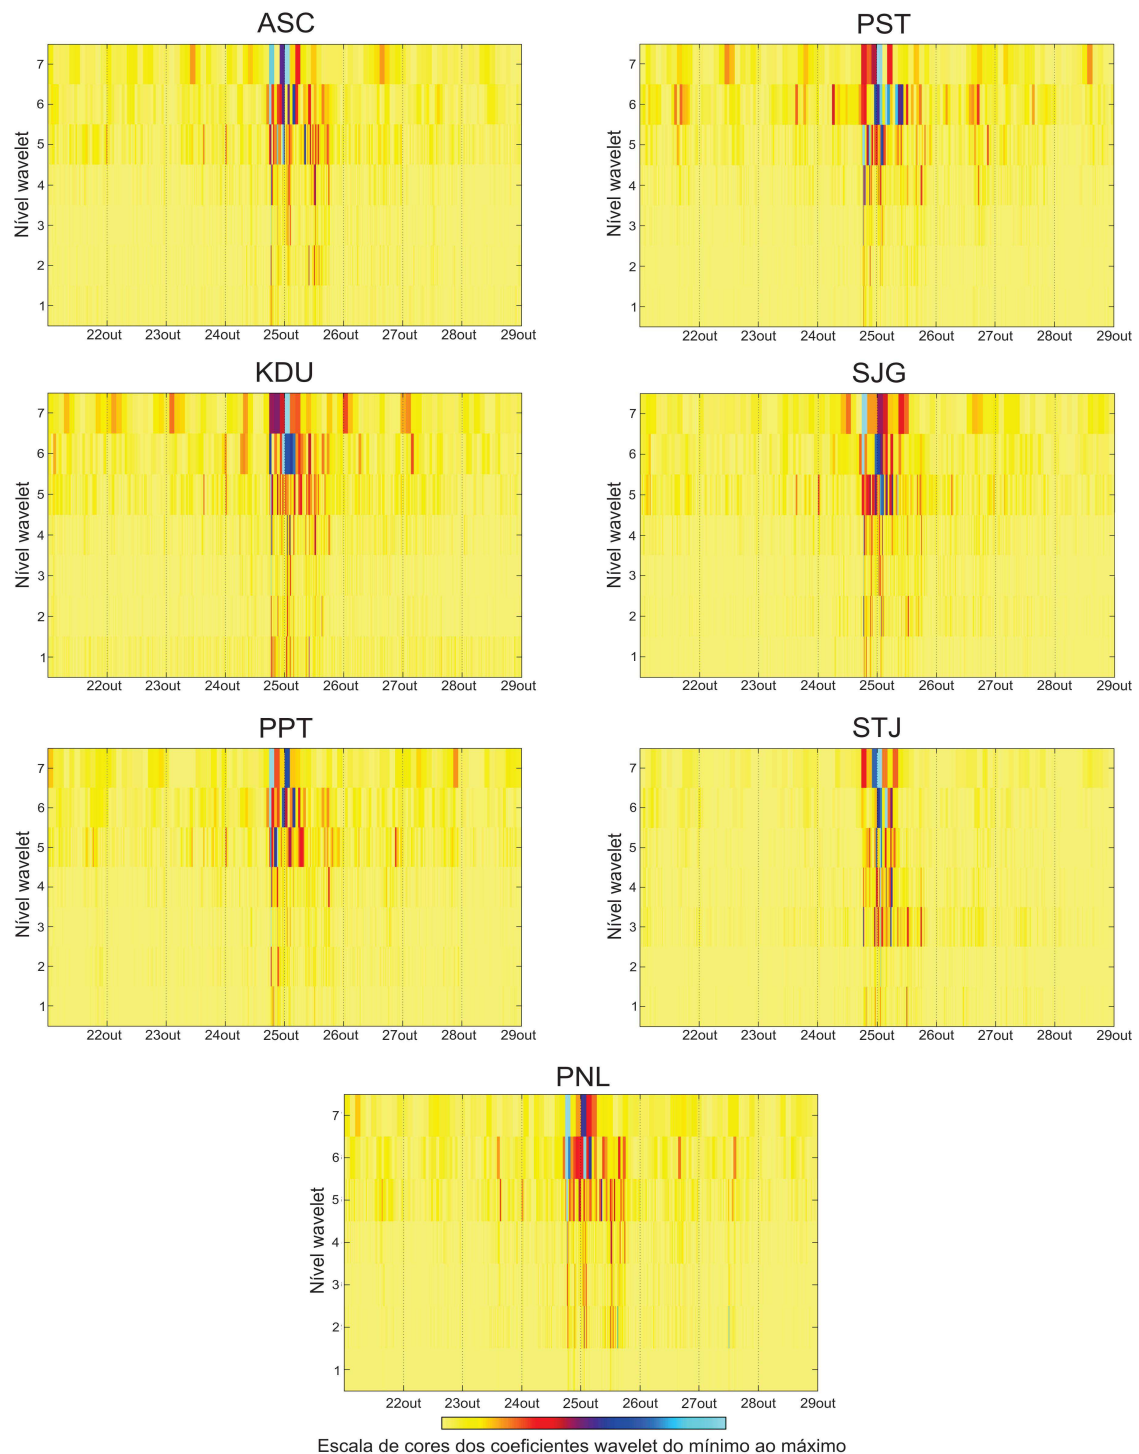 ASC
PST
Nível wavelet
7
6
5
4
3
2
1
22out 23out 24out 25out 26out 27out 28out 29out
Nível wavelet
7
6
5
4
3
2
1
22out 23out 24out 25out 26out 27out 28out 29out
KDU
SJG
Nível wavelet
7
6
5
4
3
2
1
22out 23out 24out 25out 26out 27out 28out 29out
Nível wavelet
7
6
5
4
3
2
1
22out 23out 24out 25out 26out 27out 28out 29out
PPT
STJ
Nível wavelet
7
6
5
4
3
2
1
22out 23out 24out 25out 26out 27out 28out 29out
Nível wavelet
7
6
5
4
3
2
1
22out 23out 24out 25out 26out 27out 28out 29out
PNL
Nível wavelet
7
6
5
4
3
2
1
22out 23out 24out 25out 26out 27out 28out 29out
Escala de cores dos coeficientes wavelet do mínimo ao máximo